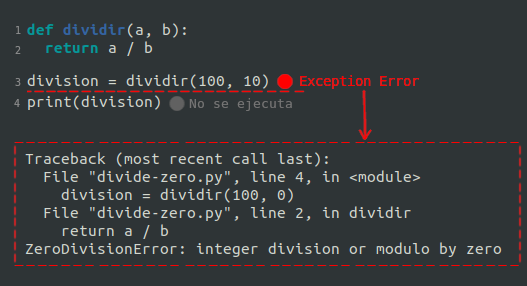 1 def dividir(a, b):
2   return a / b
3 division = dividir(100, 10) Exception Error
4 print(division) No se ejecuta
Traceback (most recent call last):
  File "divide-zero.py", line 4, in <module>
    division = dividir(100, 0)
  File "divide-zero.py", line 2, in dividir
    return a / b
ZeroDivisionError: integer division or modulo by zero